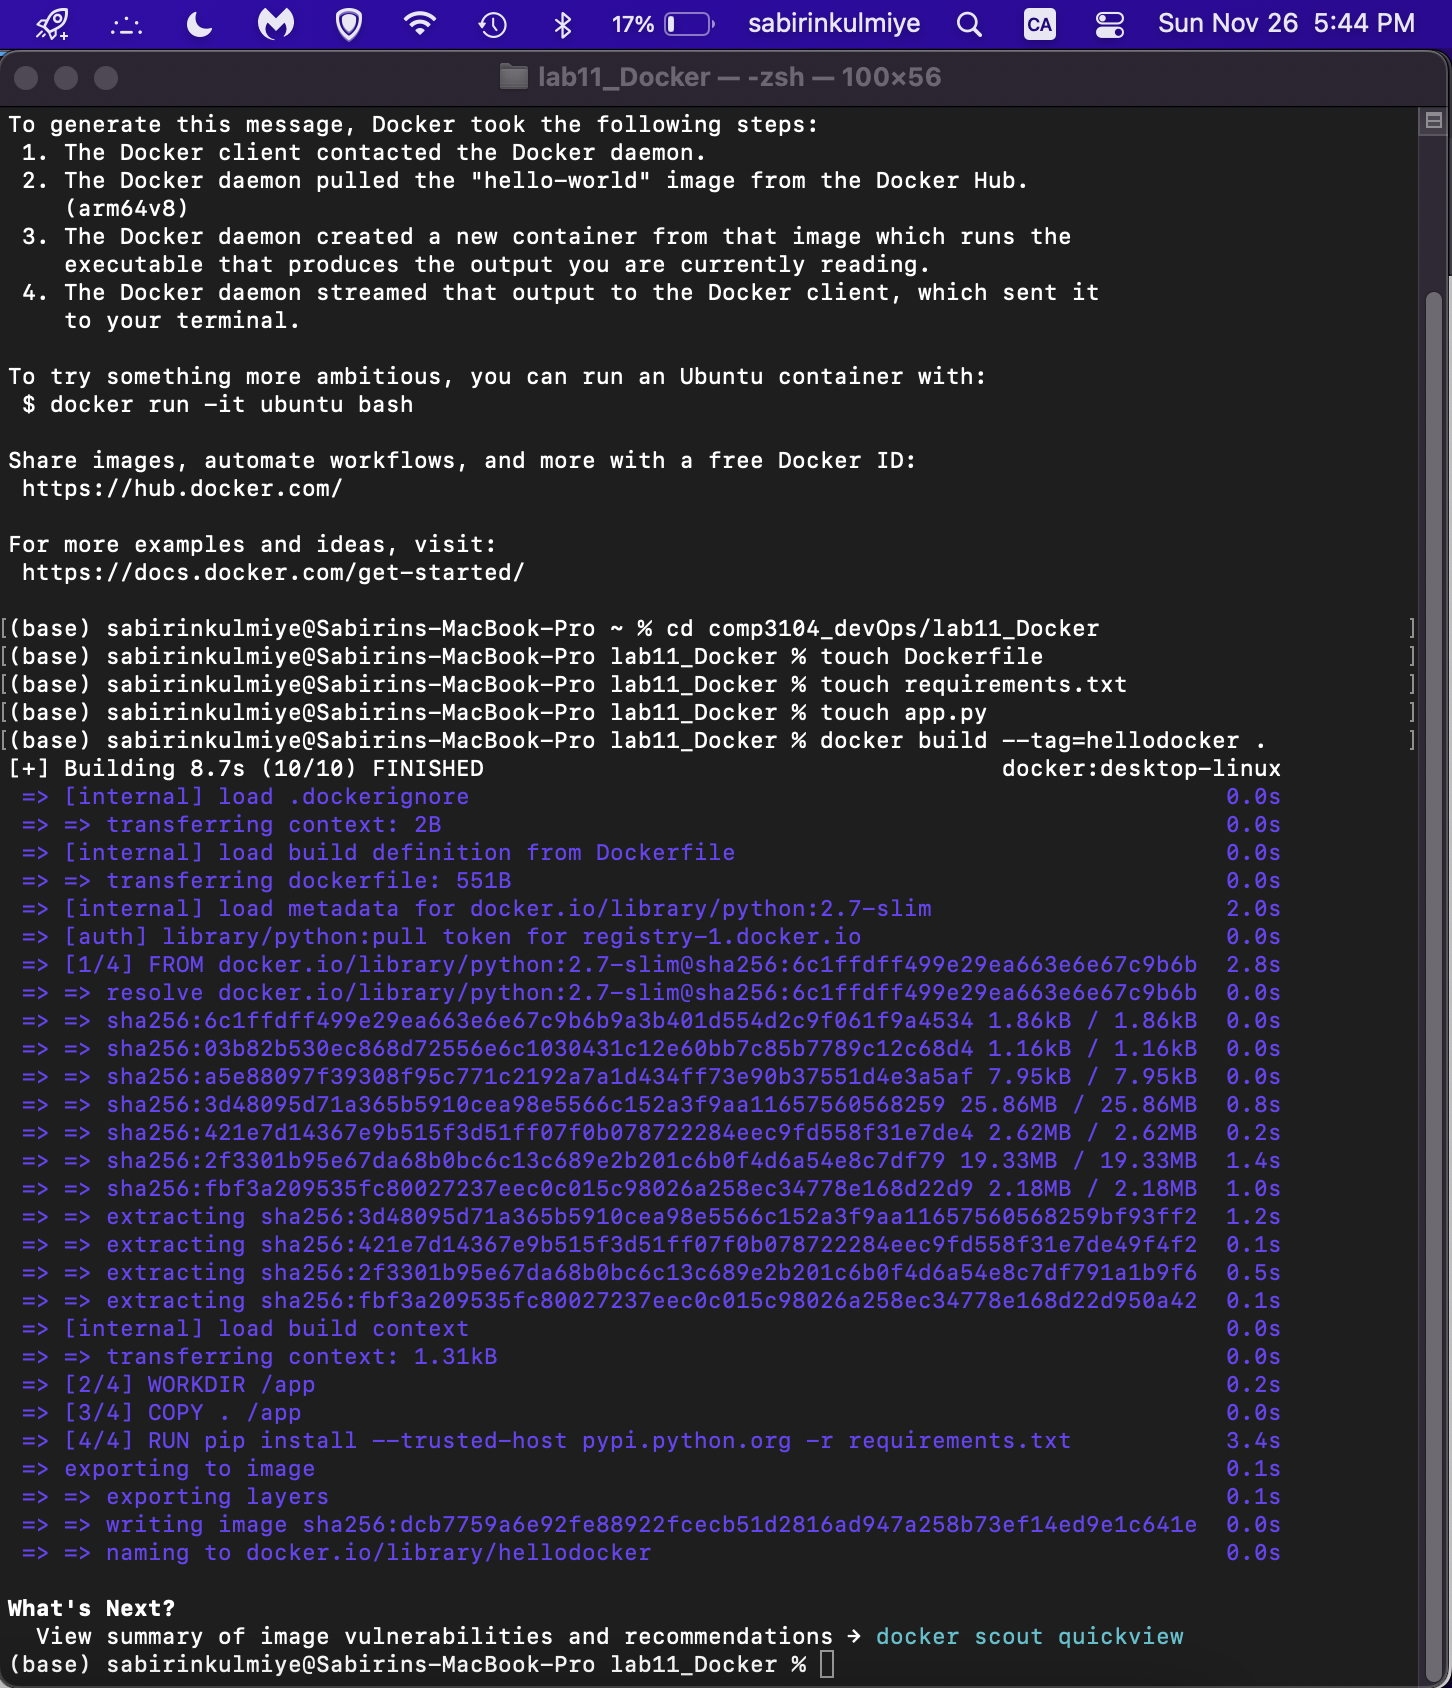 17% sabirinkulmiye CA Sun Nov 26 5:44 PM
lab11_Docker — -zsh — 100×56
To generate this message, Docker took the following steps:
1. The Docker client contacted the Docker daemon.
2. The Docker daemon pulled the "hello-world" image from the Docker Hub.
(arm64v8)
3. The Docker daemon created a new container from that image which runs the
executable that produces the output you are currently reading.
4. The Docker daemon streamed that output to the Docker client, which sent it
to your terminal.
To try something more ambitious, you can run an Ubuntu container with:
$ docker run -it ubuntu bash
Share images, automate workflows, and more with a free Docker ID:
https://hub.docker.com/
For more examples and ideas, visit:
https://docs.docker.com/get-started/
[(base) sabirinkulmiye@Sabirins-MacBook-Pro ~ % cd comp3104_devOps/lab11_Docker ]
[(base) sabirinkulmiye@Sabirins-MacBook-Pro lab11_Docker % touch Dockerfile ]
[(base) sabirinkulmiye@Sabirins-MacBook-Pro lab11_Docker % touch requirements.txt ]
[(base) sabirinkulmiye@Sabirins-MacBook-Pro lab11_Docker % touch app.py ]
[(base) sabirinkulmiye@Sabirins-MacBook-Pro lab11_Docker % docker build --tag=hellodocker . ]
[+] Building 8.7s (10/10) FINISHED docker:desktop-linux
=> [internal] load .dockerignore 0.0s
=> => transferring context: 2B 0.0s
=> [internal] load build definition from Dockerfile 0.0s
=> => transferring dockerfile: 551B 0.0s
=> [internal] load metadata for docker.io/library/python:2.7-slim 2.0s
=> [auth] library/python:pull token for registry-1.docker.io 0.0s
=> [1/4] FROM docker.io/library/python:2.7-slim@sha256:6c1ffdff499e29ea663e6e67c9b6b 2.8s
=> => resolve docker.io/library/python:2.7-slim@sha256:6c1ffdff499e29ea663e6e67c9b6b 0.0s
=> => sha256:6c1ffdff499e29ea663e6e67c9b6b9a3b401d554d2c9f061f9a4534 1.86kB / 1.86kB 0.0s
=> => sha256:03b82b530ec868d72556e6c1030431c12e60bb7c85b7789c12c68d4 1.16kB / 1.16kB 0.0s
=> => sha256:a5e88097f39308f95c771c2192a7a1d434ff73e90b37551d4e3a5af 7.95kB / 7.95kB 0.0s
=> => sha256:3d48095d71a365b5910cea98e5566c152a3f9aa11657560568259 25.86MB / 25.86MB 0.8s
=> => sha256:421e7d14367e9b515f3d51ff07f0b078722284eec9fd558f31e7de4 2.62MB / 2.62MB 0.2s
=> => sha256:2f3301b95e67da68b0bc6c13c689e2b201c6b0f4d6a54e8c7df79 19.33MB / 19.33MB 1.4s
=> => sha256:fbf3a209535fc80027237eec0c015c98026a258ec34778e168d22d9 2.18MB / 2.18MB 1.0s
=> => extracting sha256:3d48095d71a365b5910cea98e5566c152a3f9aa11657560568259bf93ff2 1.2s
=> => extracting sha256:421e7d14367e9b515f3d51ff07f0b078722284eec9fd558f31e7de49f4f2 0.1s
=> => extracting sha256:2f3301b95e67da68b0bc6c13c689e2b201c6b0f4d6a54e8c7df791a1b9f6 0.5s
=> => extracting sha256:fbf3a209535fc80027237eec0c015c98026a258ec34778e168d22d950a42 0.1s
=> [internal] load build context 0.0s
=> => transferring context: 1.31kB 0.0s
=> [2/4] WORKDIR /app 0.2s
=> [3/4] COPY . /app 0.0s
=> [4/4] RUN pip install --trusted-host pypi.python.org -r requirements.txt 3.4s
=> exporting to image 0.1s
=> => exporting layers 0.1s
=> => writing image sha256:dcb7759a6e92fe88922fcecb51d2816ad947a258b73ef14ed9e1c641e 0.0s
=> => naming to docker.io/library/hellodocker 0.0s
What's Next?
View summary of image vulnerabilities and recommendations → docker scout quickview
(base) sabirinkulmiye@Sabirins-MacBook-Pro lab11_Docker %